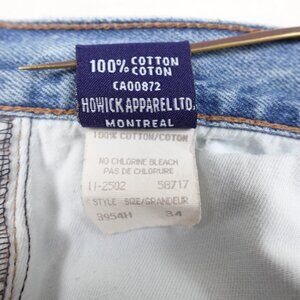 100% COTTON
COTON
CA00872
HOWICK APPAREL LTD.
MONTREAL
100% COTTON/COTON
NO CHLORINE BLEACH
PAS DE CHLORURE
11-2502 58717
STYLE SIZE/GRANDEUR
3954H 34